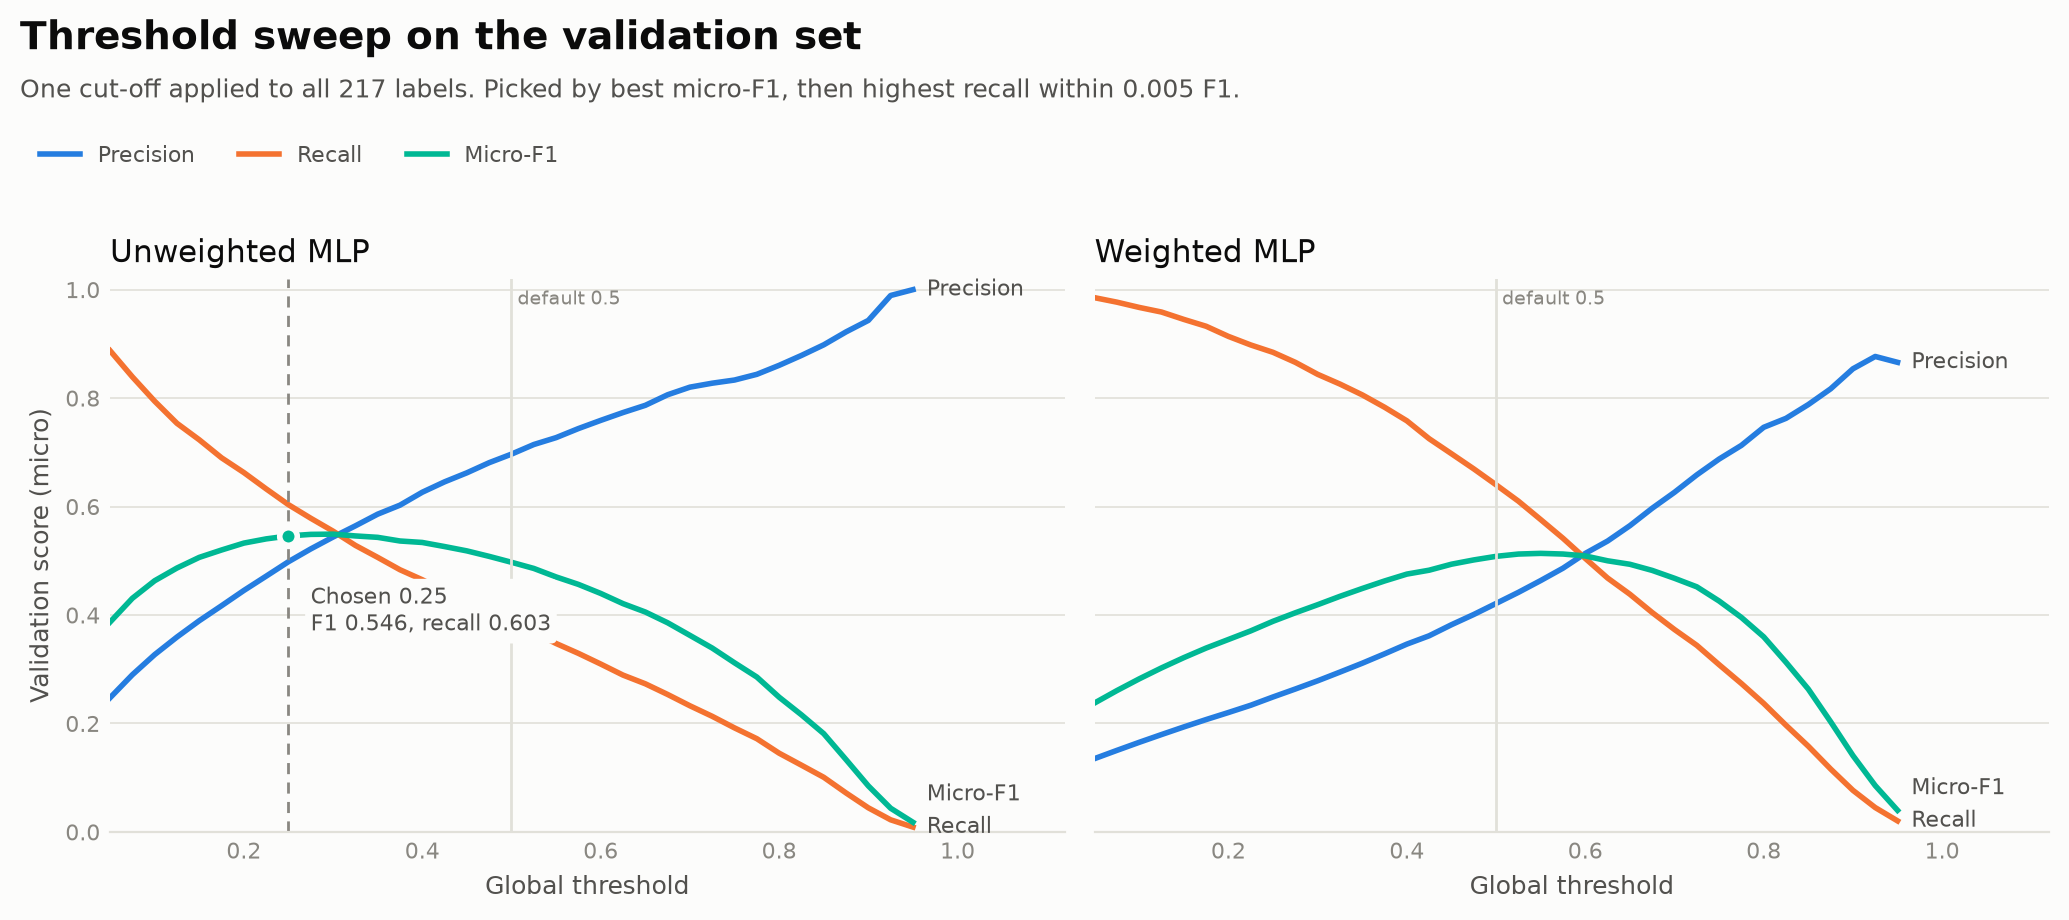 Threshold sweep on the validation set
One cut-off applied to all 217 labels. Picked by best micro-F1, then highest recall within 0.005 F1.
Precision Recall Micro-F1
Unweighted MLP
Validation score (micro)
1.0
0.8
0.6
0.4
0.2
0.0
default 0.5
Precision
Chosen 0.25
F1 0.546, recall 0.603
Micro-F1
Recall
0.2 0.4 0.6 0.8 1.0
Global threshold
Weighted MLP
default 0.5
Precision
Micro-F1
Recall
0.2 0.4 0.6 0.8 1.0
Global threshold